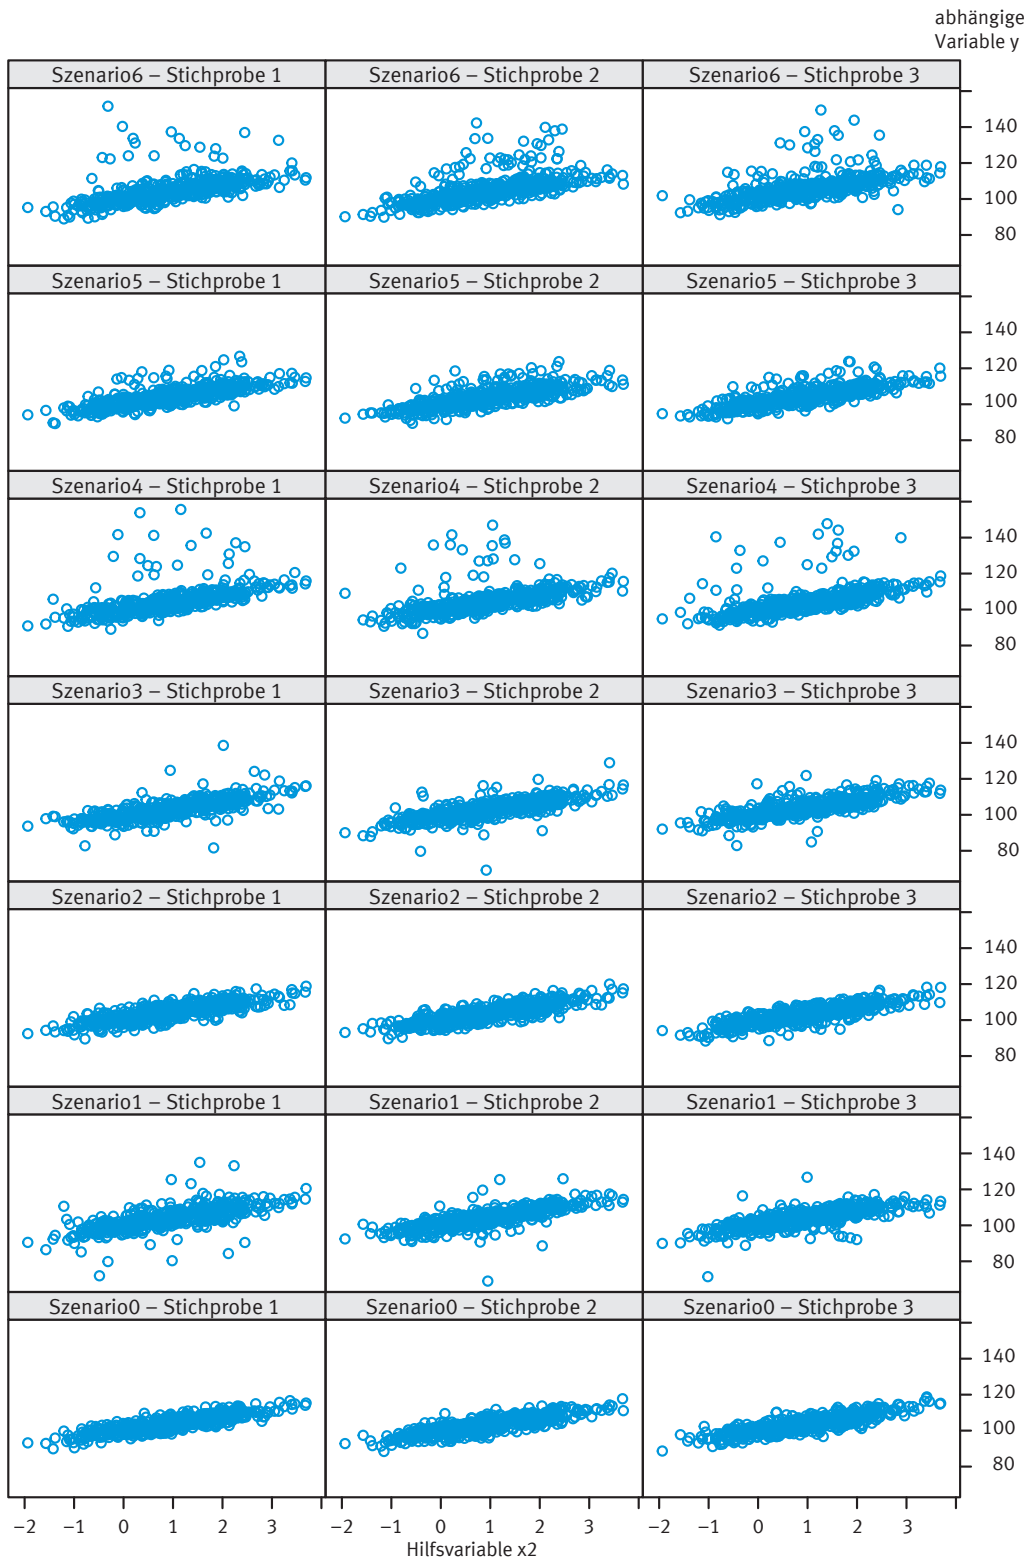 abhängige
Variable y
Szenario6 – Stichprobe 1 Szenario6 – Stichprobe 2 Szenario6 – Stichprobe 3
140
120
100
80
Szenario5 – Stichprobe 1 Szenario5 – Stichprobe 2 Szenario5 – Stichprobe 3
140
120
100
80
Szenario4 – Stichprobe 1 Szenario4 – Stichprobe 2 Szenario4 – Stichprobe 3
140
120
100
80
Szenario3 – Stichprobe 1 Szenario3 – Stichprobe 2 Szenario3 – Stichprobe 3
140
120
100
80
Szenario2 – Stichprobe 1 Szenario2 – Stichprobe 2 Szenario2 – Stichprobe 3
140
120
100
80
Szenario1 – Stichprobe 1 Szenario1 – Stichprobe 2 Szenario1 – Stichprobe 3
140
120
100
80
Szenario0 – Stichprobe 1 Szenario0 – Stichprobe 2 Szenario0 – Stichprobe 3
140
120
100
80
−2 −1 0 1 2 3 −2 −1 0 1 2 3 −2 −1 0 1 2 3
Hilfsvariable x2